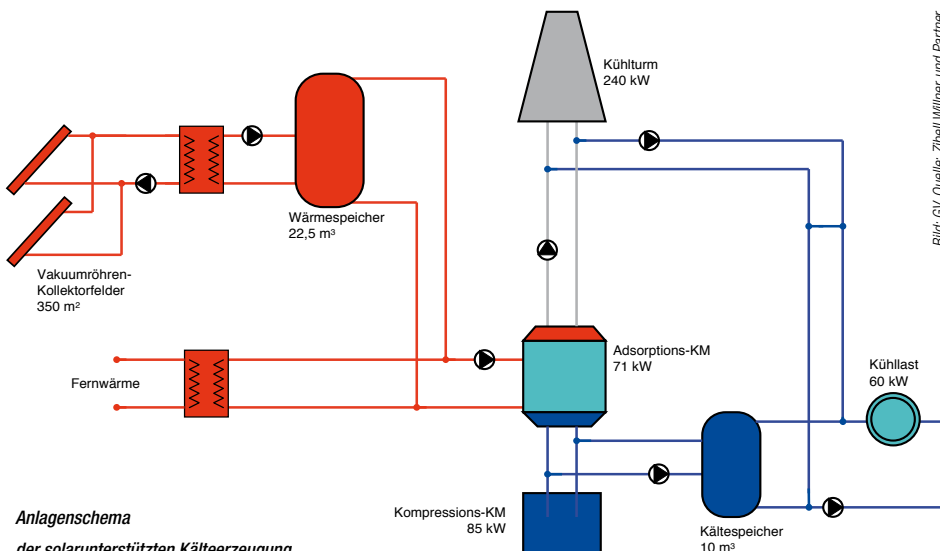 Kühlturm
240 kW
Bild: GV, Quelle: Zibell Willner und Partner
Wärmespeicher
22,5 m³
Vakuumröhren-
Kollektorfelder
350 m²
Adsorptions-KM
71 kW
Kühllast
60 kW
Fernwärme
Kompressions-KM
85 kW
Kältespeicher
10 m³
Anlagenschema
der solarunterstützten Kälteerzeugung